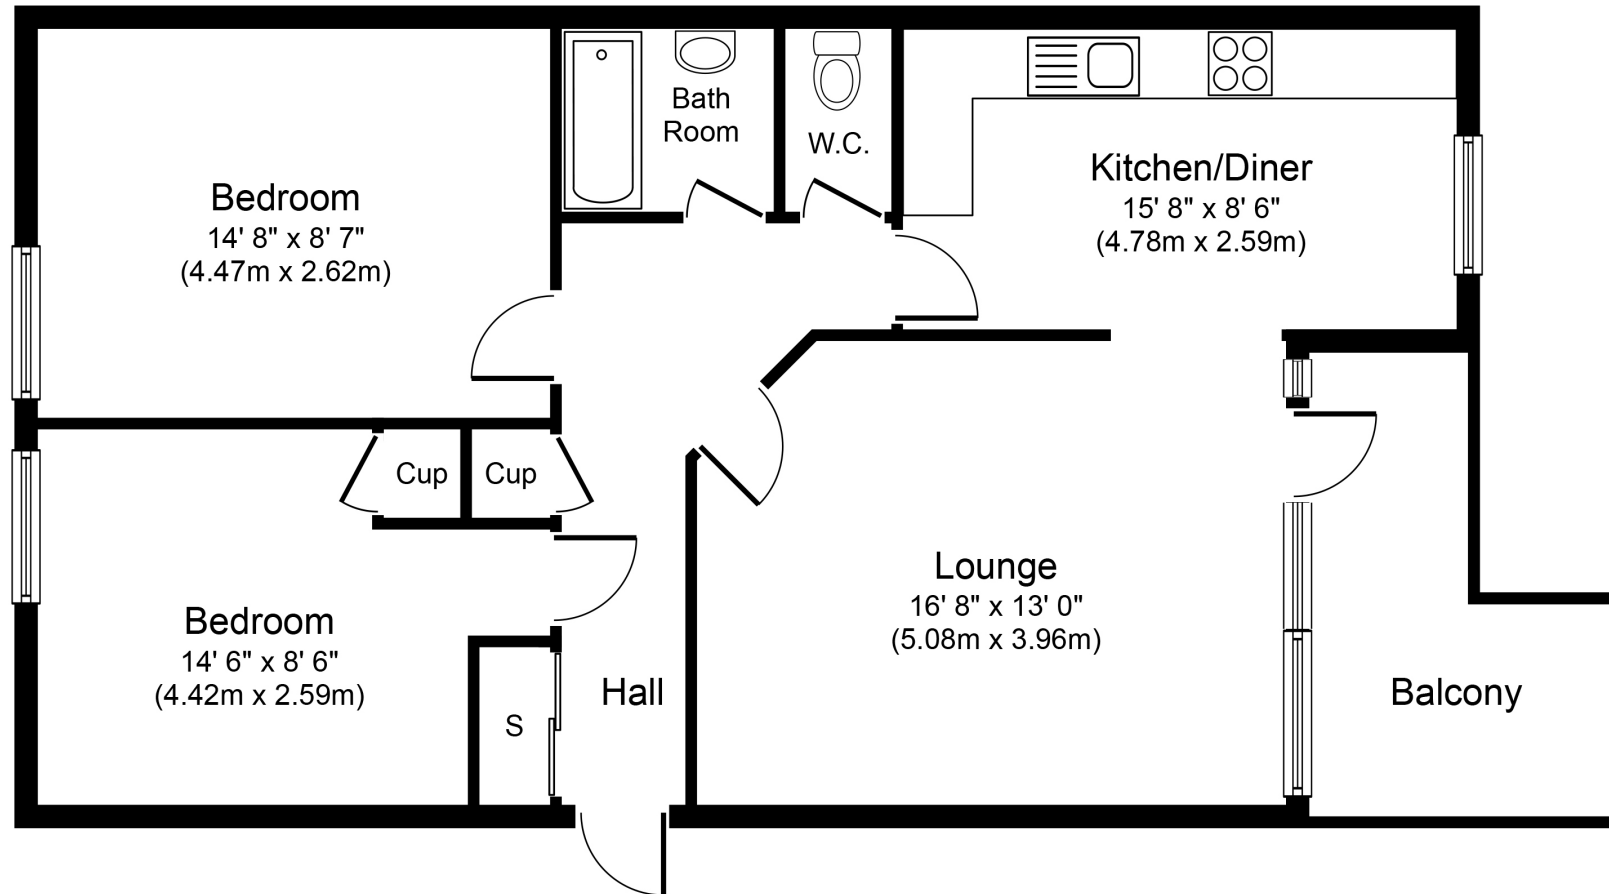 Bedroom
14' 8" x 8' 7"
(4.47m x 2.62m)
Bath
Room
W.C.
Kitchen/Diner
15' 8" x 8' 6"
(4.78m x 2.59m)
Cup
Cup
Bedroom
14' 6" x 8' 6"
(4.42m x 2.59m)
S
Hall
Lounge
16' 8" x 13' 0"
(5.08m x 3.96m)
Balcony